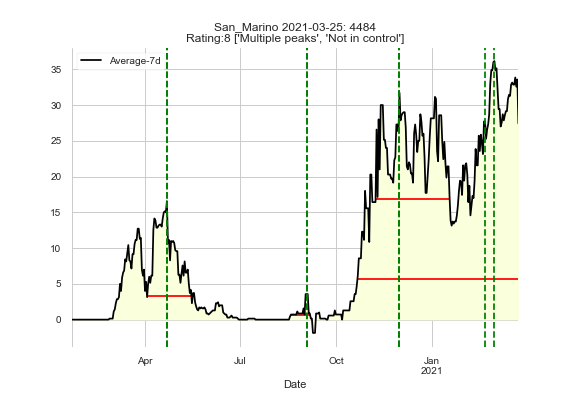 San_Marino 2021-03-25: 4484
Rating:8 ['Multiple peaks', 'Not in control']
Average-7d
35
30
25
20
15
10
5
0
Apr
Jul
Oct
Jan
2021
Date